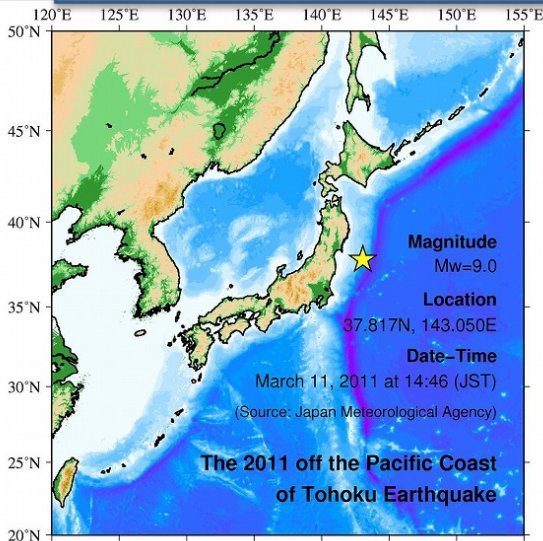 120°E 125°E 130°E 135°E 140°E 145°E 150°E 155°E
50°N
45°N
40°N
Magnitude
Mw=9.0
Location
35°N
37.817N, 143.050E
Date−Time
March 11, 2011 at 14:46 (JST)
30°N
(Source: Japan Meteorological Agency)
25°N
The 2011 off the Pacific Coast
of Tohoku Earthquake
20°N